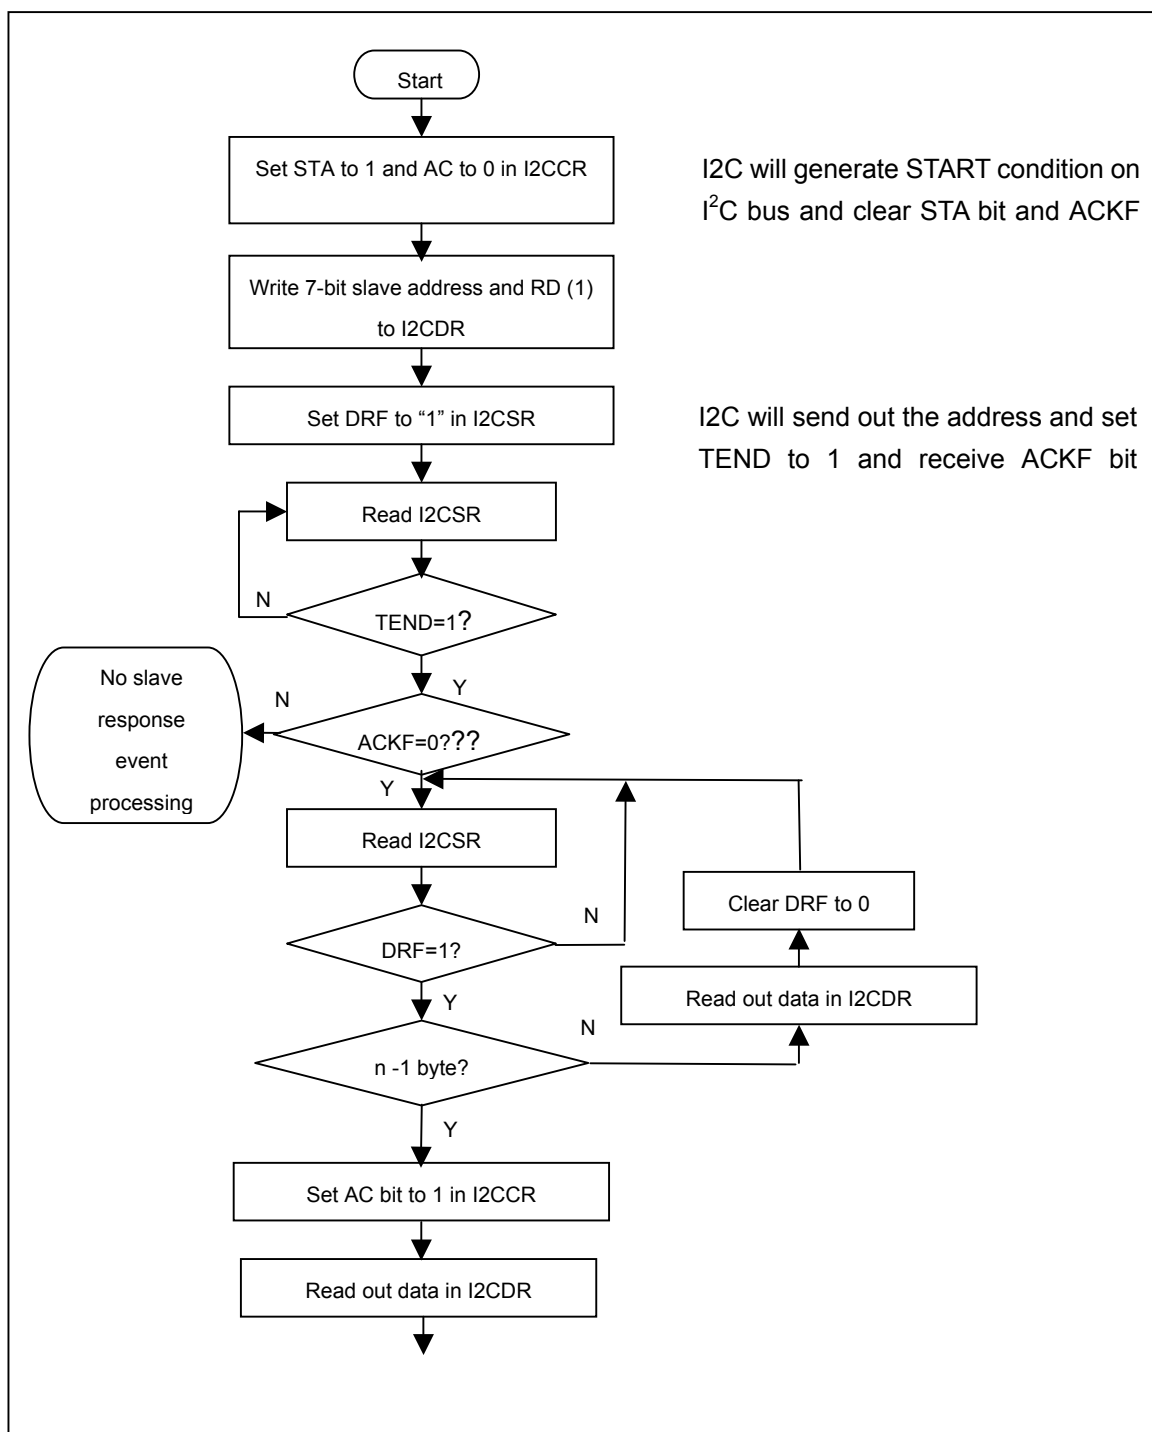 Start
Set STA to 1 and AC to 0 in I2CCR
I2C will generate START condition on
I²C bus and clear STA bit and ACKF
Write 7-bit slave address and RD (1)
to I2CDR
Set DRF to “1” in I2CSR
I2C will send out the address and set
TEND to 1 and receive ACKF bit
Read I2CSR
N
TEND=1?
Y
No slave
response
event
processing
N
ACKF=0???
Y
Read I2CSR
Clear DRF to 0
N
DRF=1?
Read out data in I2CDR
Y
N
n -1 byte?
Y
Set AC bit to 1 in I2CCR
Read out data in I2CDR